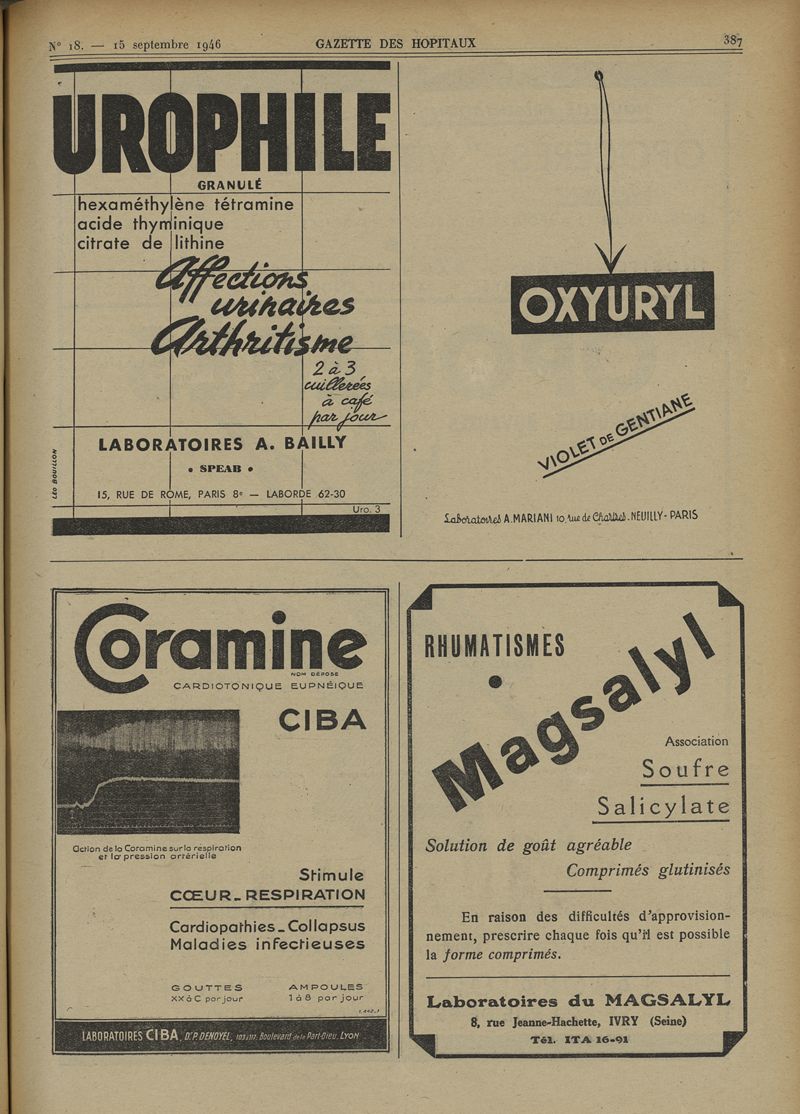 N° 18. — 15 septembre 1946
GAZETTE DES HOPITAUX
387
UROPHILE
GRANULÉ
hexaméthylène tétramine
acide thyminique
citrate de lithine
Affections
urinaires
Arthritisme
2 à 3
cuillerées
à café
par jour
LABORATOIRES A. BAILLY
• SPEAB •
15, RUE DE ROME, PARIS 8e — LABORDE 62-30
Uro. 3
LÉO BOUILLON
OXYURYL
VIOLET DE GENTIANE
Laboratoires A. MARIANI 10, rue de Chartres. NEUILLY - PARIS
Coramine
NOM DÉPOSÉ
CARDIOTONIQUE EUPNÉIQUE
CIBA
Action de la Coramine sur la respiration
et la pression artérielle
Stimule
CŒUR_RESPIRATION
Cardiopathies_Collapsus
Maladies infectieuses
GOUTTES
XX à C par jour
AMPOULES
1 à 8 par jour
LABORATOIRES CIBA, Dr P. DENOYEL, 103 à 117, Boulevard de la Part-Dieu. LYON
RHUMATISMES
Magsalyl
Association
Soufre
Salicylate
Solution de goût agréable
Comprimés glutinisés
En raison des difficultés d'approvision-
nement, prescrire chaque fois qu'il est possible
la forme comprimés.
Laboratoires du MAGSALYL
8, rue Jeanne-Hachette, IVRY (Seine)
Tél. ITA 16-91